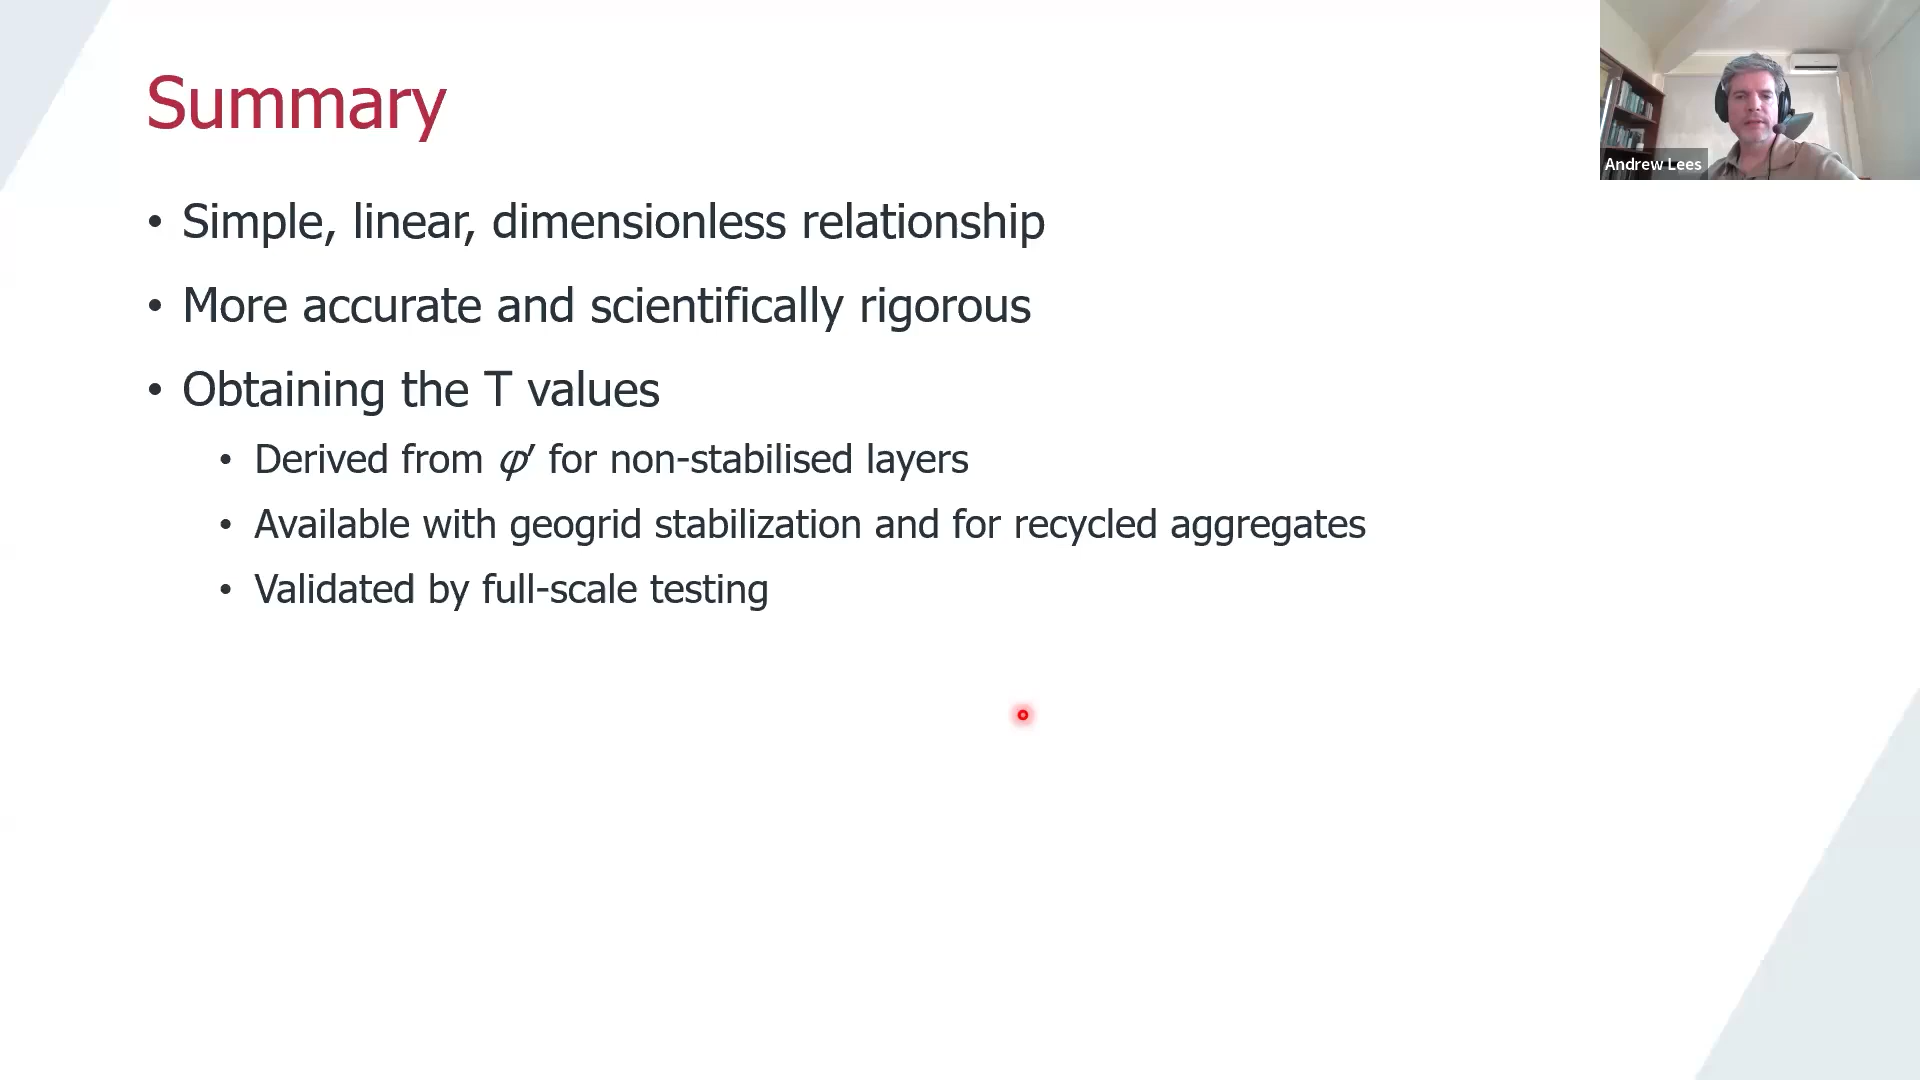 Summary
Andrew Lees
• Simple, linear, dimensionless relationship
• More accurate and scientifically rigorous
• Obtaining the T values
• Derived from φ′ for non-stabilised layers
• Available with geogrid stabilization and for recycled aggregates
• Validated by full-scale testing